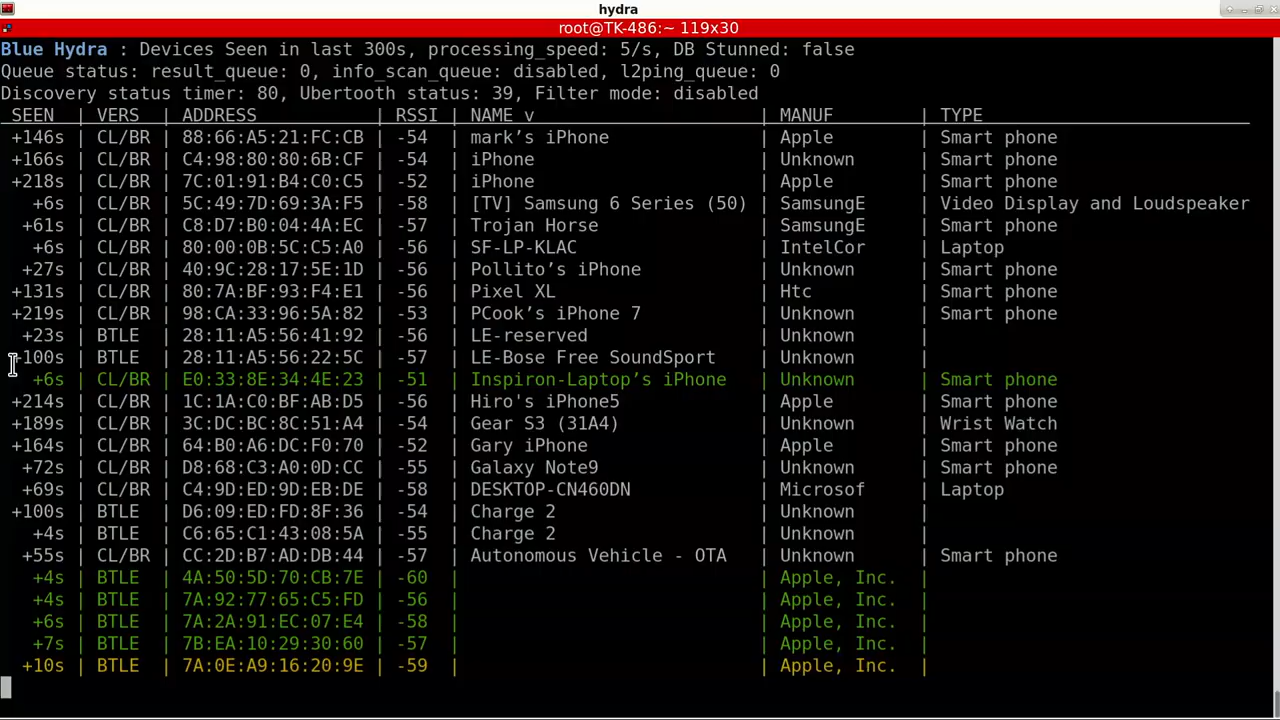 hydra
root@TK-486:~ 119x30
Blue Hydra : Devices Seen in last 300s, processing_speed: 5/s, DB Stunned: false
Queue status: result_queue: 0, info_scan_queue: disabled, l2ping_queue: 0
Discovery status timer: 80, Ubertooth status: 39, Filter mode: disabled
SEEN | VERS | ADDRESS | RSSI | NAME v | MANUF | TYPE
+146s | CL/BR | 88:66:A5:21:FC:CB | -54 | mark’s iPhone | Apple | Smart phone
+166s | CL/BR | C4:98:80:80:6B:CF | -54 | iPhone | Unknown | Smart phone
+218s | CL/BR | 7C:01:91:B4:C0:C5 | -52 | iPhone | Apple | Smart phone
+6s | CL/BR | 5C:49:7D:69:3A:F5 | -58 | [TV] Samsung 6 Series (50) | SamsungE | Video Display and Loudspeaker
+61s | CL/BR | C8:D7:B0:04:4A:EC | -57 | Trojan Horse | SamsungE | Smart phone
+6s | CL/BR | 80:00:0B:5C:C5:A0 | -56 | SF-LP-KLAC | IntelCor | Laptop
+27s | CL/BR | 40:9C:28:17:5E:1D | -56 | Pollito’s iPhone | Unknown | Smart phone
+131s | CL/BR | 80:7A:BF:93:F4:E1 | -56 | Pixel XL | Htc | Smart phone
+219s | CL/BR | 98:CA:33:96:5A:82 | -53 | PCook’s iPhone 7 | Unknown | Smart phone
+23s | BTLE | 28:11:A5:56:41:92 | -56 | LE-reserved | Unknown |
+100s | BTLE | 28:11:A5:56:22:5C | -57 | LE-Bose Free SoundSport | Unknown |
+6s | CL/BR | E0:33:8E:34:4E:23 | -51 | Inspiron-Laptop’s iPhone | Unknown | Smart phone
+214s | CL/BR | 1C:1A:C0:BF:AB:D5 | -56 | Hiro's iPhone5 | Apple | Smart phone
+189s | CL/BR | 3C:DC:BC:8C:51:A4 | -54 | Gear S3 (31A4) | Unknown | Wrist Watch
+164s | CL/BR | 64:B0:A6:DC:F0:70 | -52 | Gary iPhone | Apple | Smart phone
+72s | CL/BR | D8:68:C3:A0:0D:CC | -55 | Galaxy Note9 | Unknown | Smart phone
+69s | CL/BR | C4:9D:ED:9D:EB:DE | -58 | DESKTOP-CN460DN | Microsof | Laptop
+100s | BTLE | D6:09:ED:FD:8F:36 | -54 | Charge 2 | Unknown |
+4s | BTLE | C6:65:C1:43:08:5A | -55 | Charge 2 | Unknown |
+55s | CL/BR | CC:2D:B7:AD:DB:44 | -57 | Autonomous Vehicle - OTA | Unknown | Smart phone
+4s | BTLE | 4A:50:5D:70:CB:7E | -60 | | Apple, Inc. |
+4s | BTLE | 7A:92:77:65:C5:FD | -56 | | Apple, Inc. |
+6s | BTLE | 7A:2A:91:EC:07:E4 | -58 | | Apple, Inc. |
+7s | BTLE | 7B:EA:10:29:30:60 | -57 | | Apple, Inc. |
+10s | BTLE | 7A:0E:A9:16:20:9E | -59 | | Apple, Inc. |